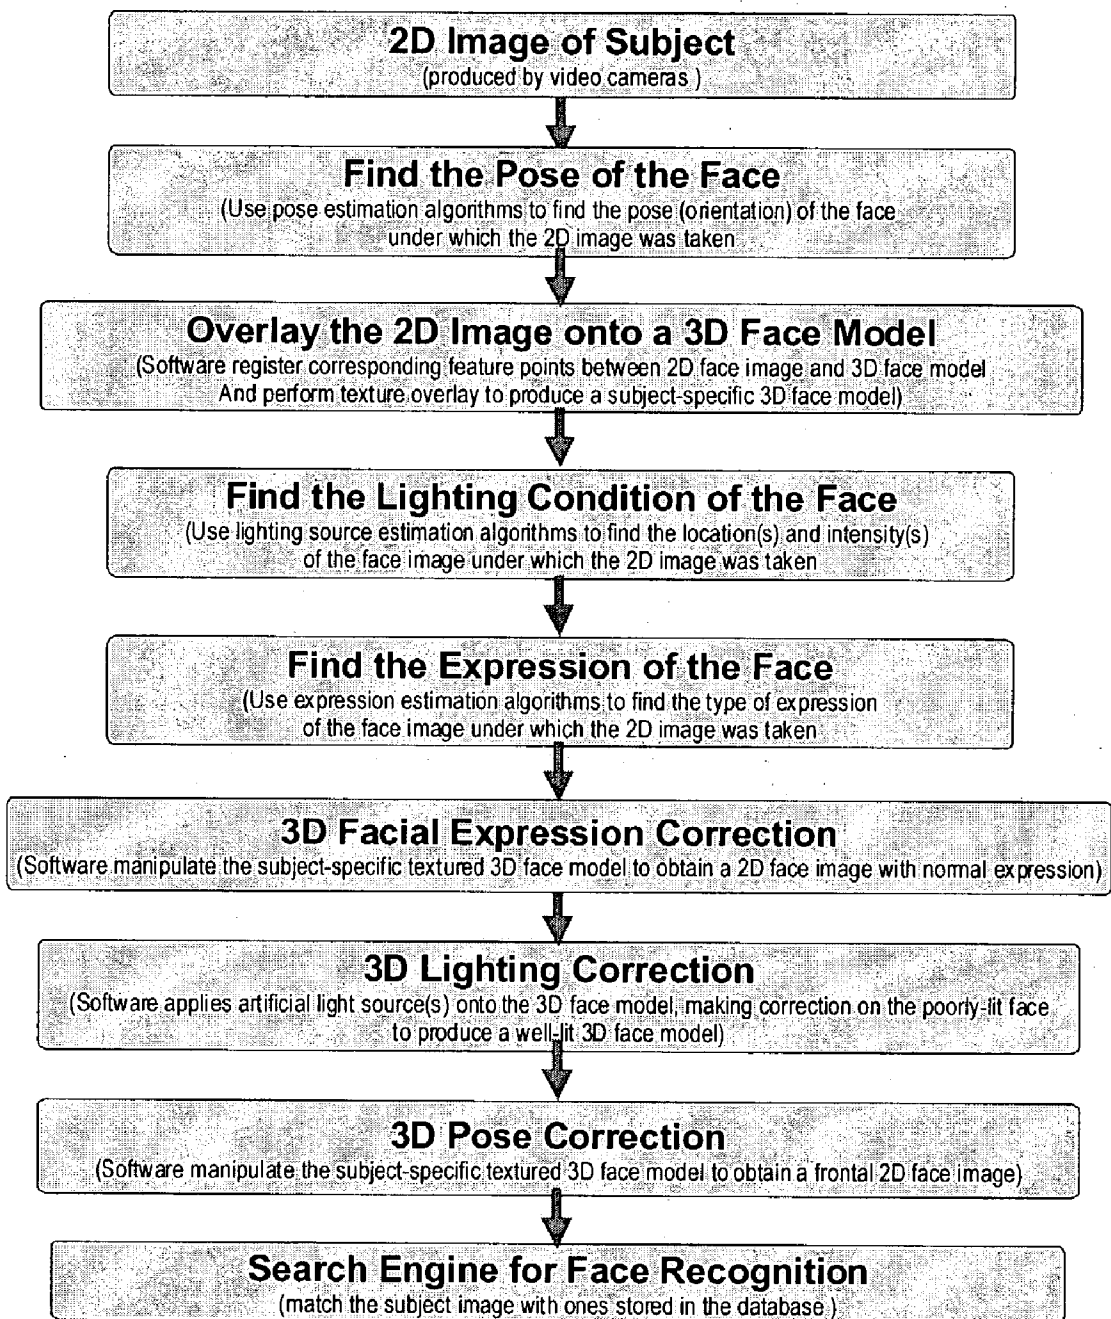 2D Image of Subject
(produced by video cameras )
Find the Pose of the Face
(Use pose estimation algorithms to find the pose (orientation) of the face
under which the 2D image was taken
Overlay the 2D Image onto a 3D Face Model
(Software register corresponding feature points between 2D face image and 3D face model
And perform texture overlay to produce a subject-specific 3D face model)
Find the Lighting Condition of the Face
(Use lighting source estimation algorithms to find the location(s) and intensity(s)
of the face image under which the 2D image was taken
Find the Expression of the Face
(Use expression estimation algorithms to find the type of expression
of the face image under which the 2D image was taken
3D Facial Expression Correction
(Software manipulate the subject-specific textured 3D face model to obtain a 2D face image with normal expression)
3D Lighting Correction
(Software applies artificial light source(s) onto the 3D face model, making correction on the poorly-lit face
to produce a well-lit 3D face model)
3D Pose Correction
(Software manipulate the subject-specific textured 3D face model to obtain a frontal 2D face image)
Search Engine for Face Recognition
(match the subject image with ones stored in the database )